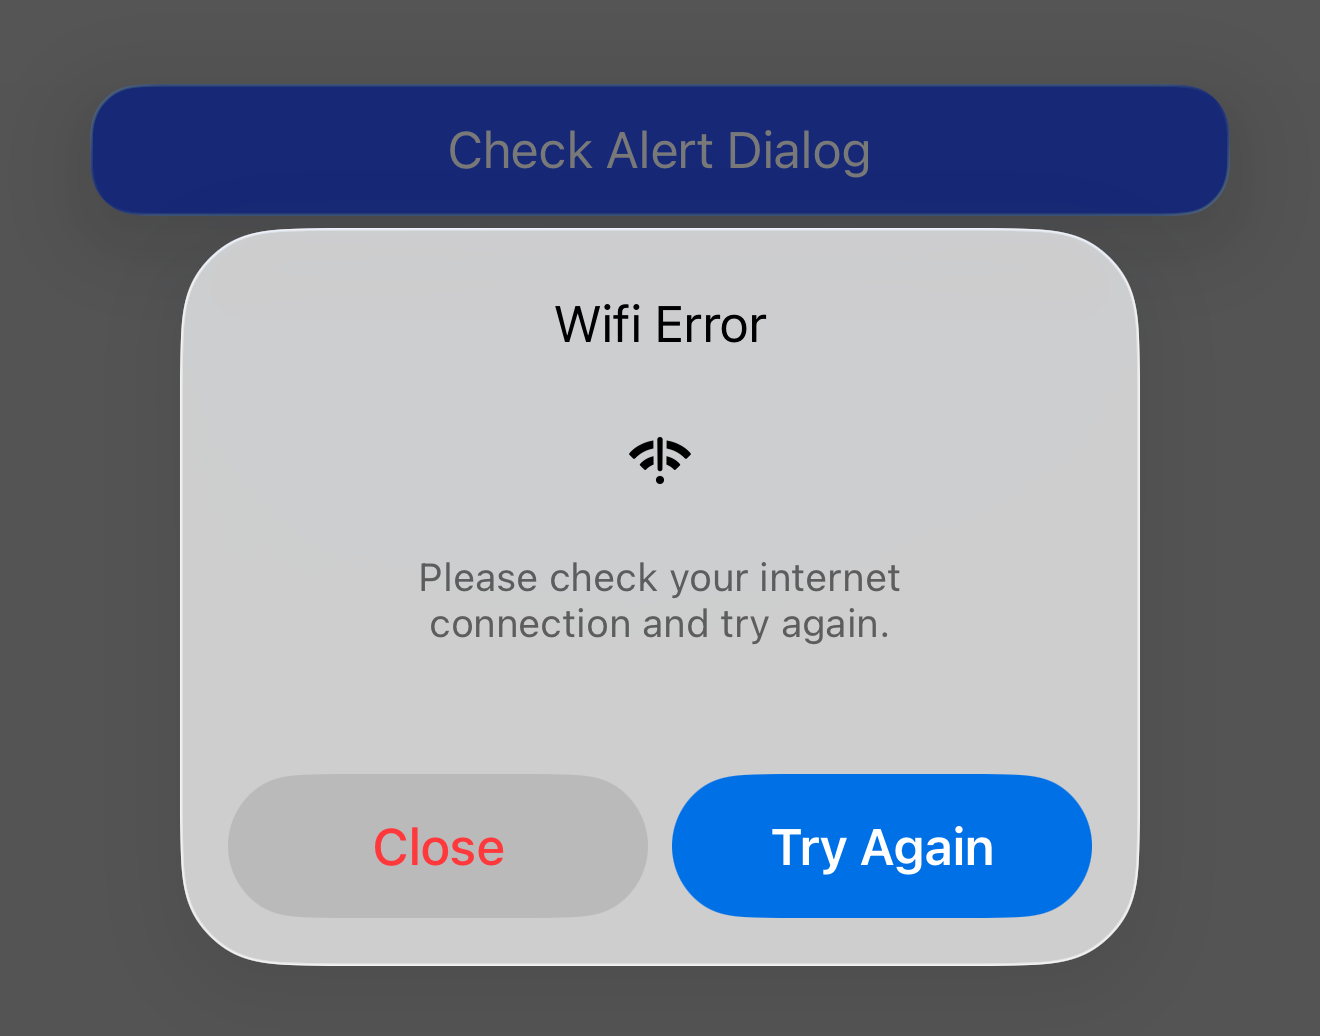 Check Alert Dialog
Wifi Error
Please check your internet
connection and try again.
Close
Try Again